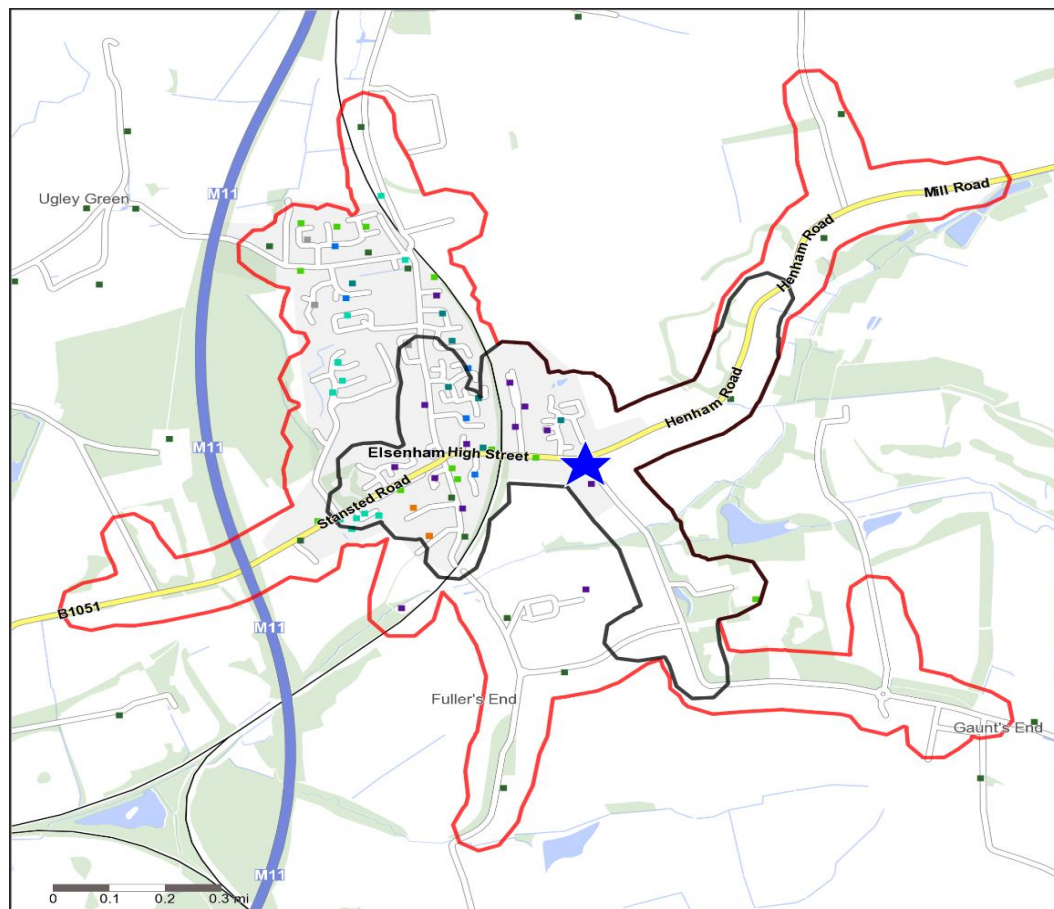 M11
Ugley Green
Mill Road
Henham Road
Henham Road
Elsenham High Street
Stansted Road
M11
B1051
M11
Fuller's End
Gaunt's End
M11
0 0.1 0.2 0.3 mi